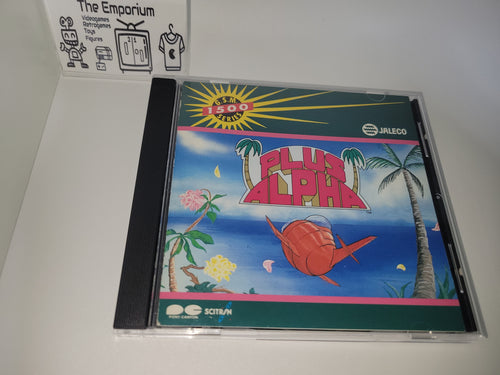 The Emporium
Videogames
Retrogames
Toys
Figures
G.S.M
1500
SERIES
JALECO
PLUS
ALPHA
PONY CANYON
SCITRON